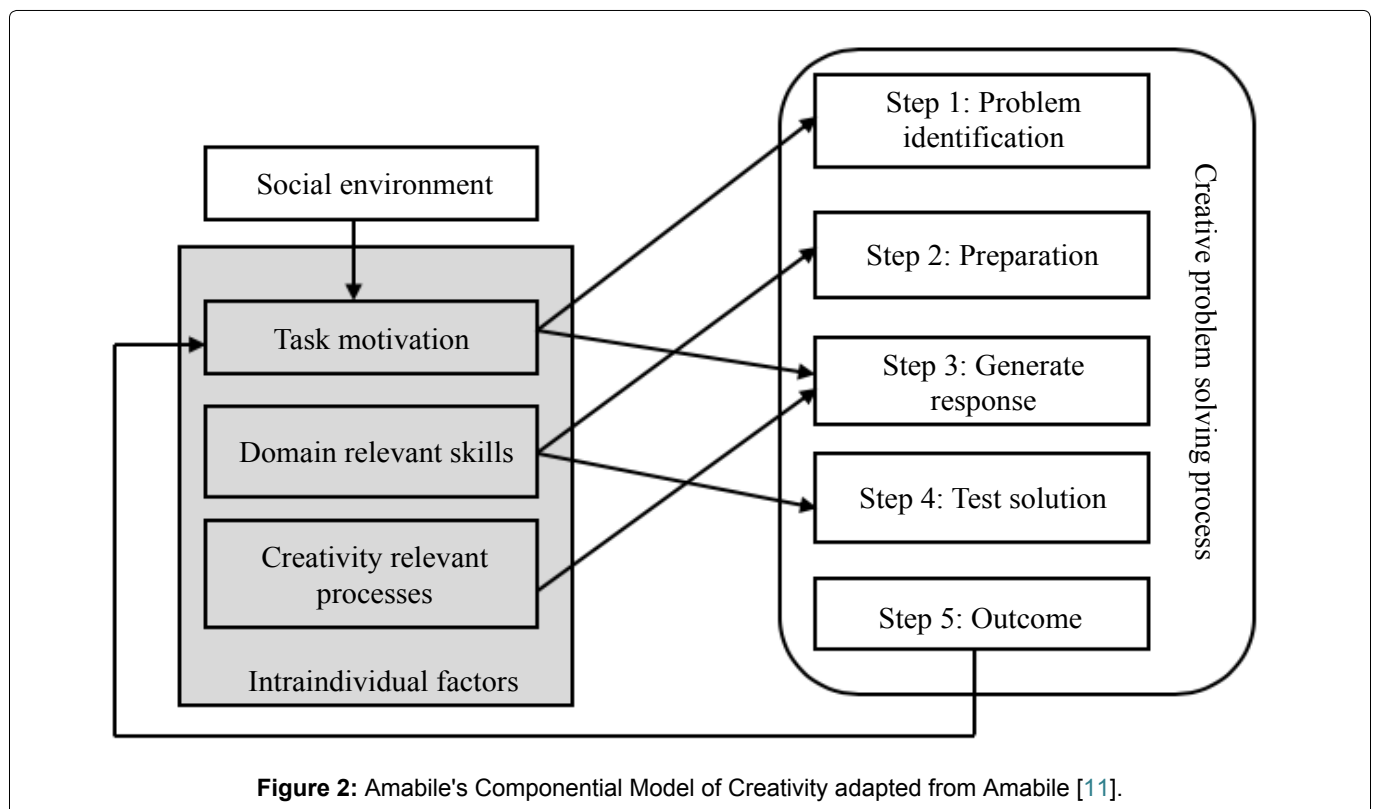 Social environment
Task motivation
Domain relevant skills
Creativity relevant
processes
Intraindividual factors
Step 1: Problem
identification
Step 2: Preparation
Step 3: Generate
response
Step 4: Test solution
Step 5: Outcome
Creative problem solving process
Figure 2: Amabile's Componential Model of Creativity adapted from Amabile [11].